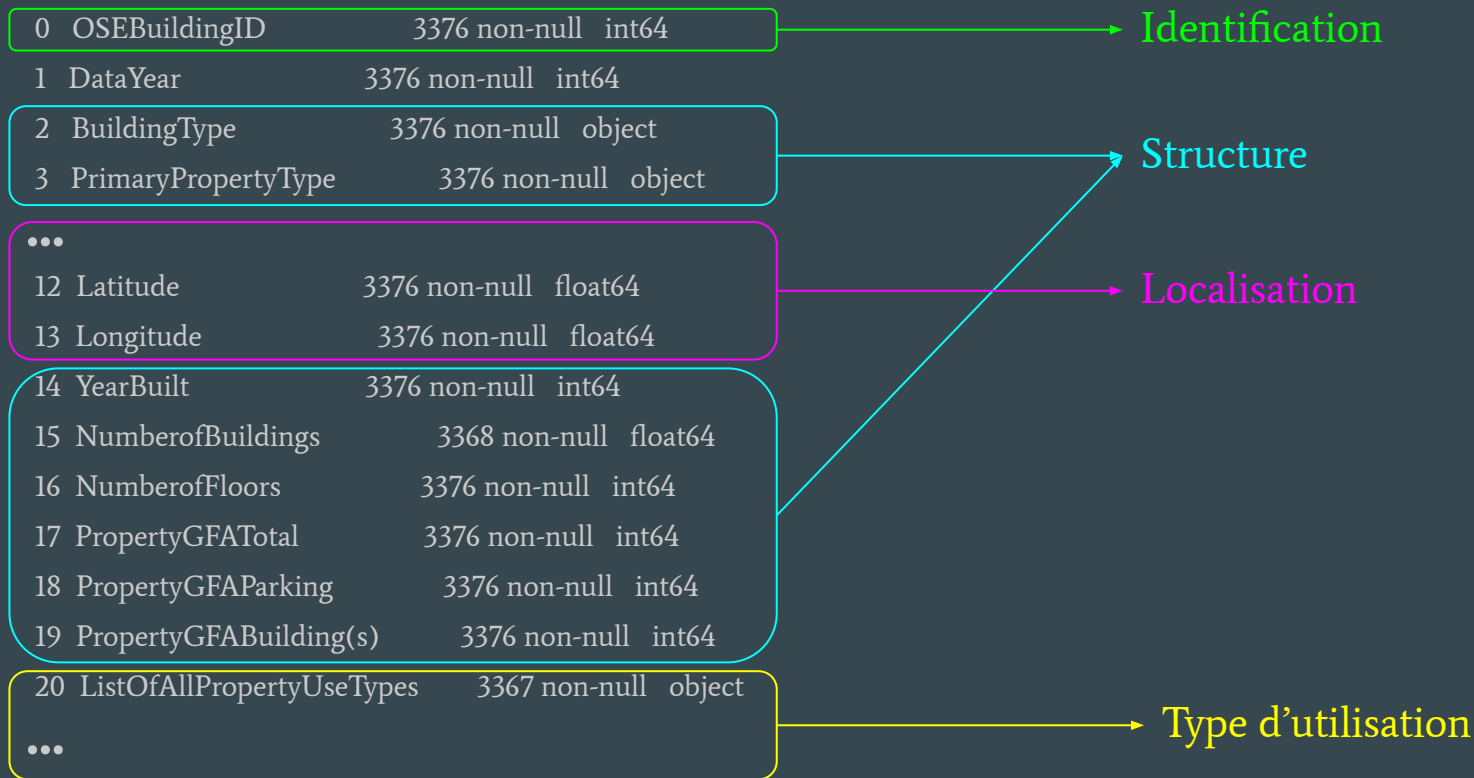 0 OSEBuildingID 3376 non-null int64
Identification
1 DataYear 3376 non-null int64
2 BuildingType 3376 non-null object
Structure
3 PrimaryPropertyType 3376 non-null object
•••
12 Latitude 3376 non-null float64
Localisation
13 Longitude 3376 non-null float64
14 YearBuilt 3376 non-null int64
15 NumberofBuildings 3368 non-null float64
16 NumberofFloors 3376 non-null int64
17 PropertyGFATotal 3376 non-null int64
18 PropertyGFAParking 3376 non-null int64
19 PropertyGFABuilding(s) 3376 non-null int64
20 ListOfAllPropertyUseTypes 3367 non-null object
Type d’utilisation
•••